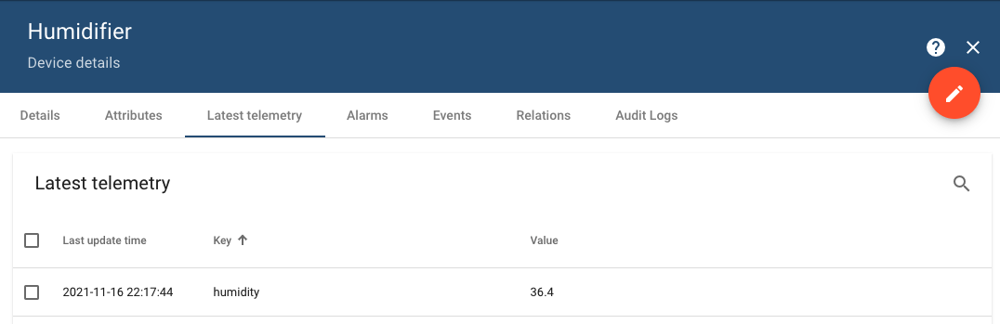 Humidifier
Device details
Details Attributes Latest telemetry Alarms Events Relations Audit Logs
Latest telemetry
Last update time Key Value
2021-11-16 22:17:44 humidity 36.4